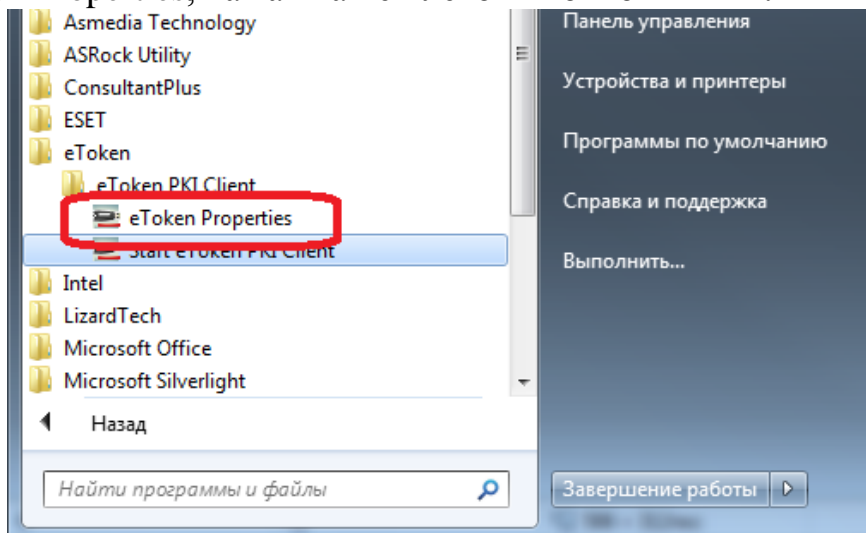 Asmedia Technology
ASRock Utility
ConsultantPlus
ESET
eToken
eToken PKI Client
eToken Properties
Start eToken PKI Client
Intel
LizardTech
Microsoft Office
Microsoft Silverlight
Назад
Найти программы и файлы
Панель управления
Устройства и принтеры
Программы по умолчанию
Справка и поддержка
Выполнить...
Завершение работы